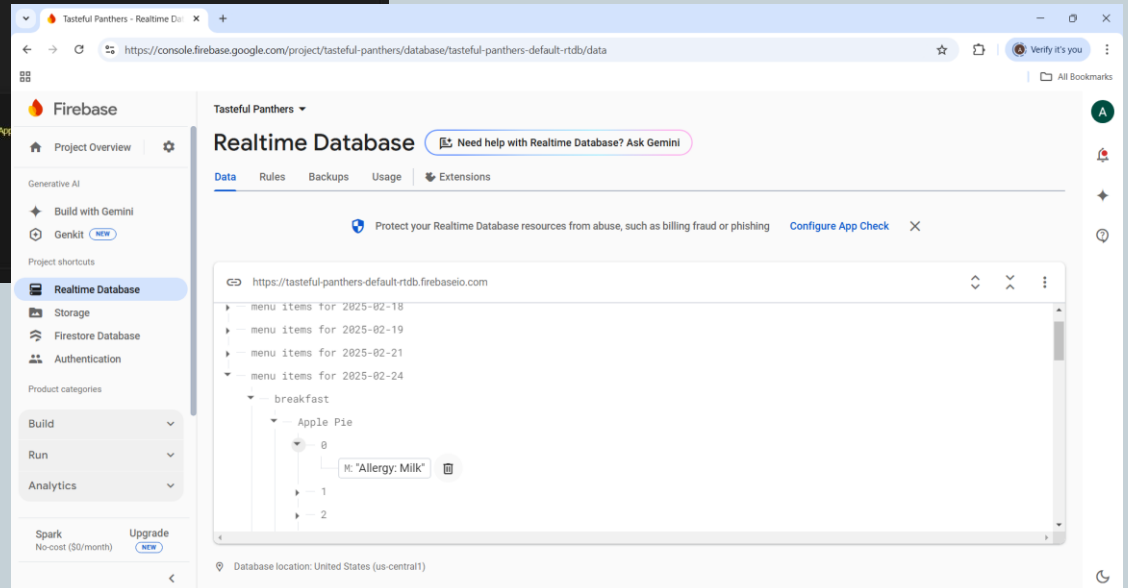 Tasteful Panthers - Realtime Dat
https://console.firebase.google.com/project/tasteful-panthers/database/tasteful-panthers-default-rtdb/data
Verify it's you
All Bookmarks
Firebase
Project Overview
Generative AI
Build with Gemini
Genkit NEW
Project shortcuts
Realtime Database
Storage
Firestore Database
Authentication
Product categories
Build
Run
Analytics
Spark
No-cost ($0/month)
Upgrade
NEW
Tasteful Panthers
Realtime Database
Need help with Realtime Database? Ask Gemini
Data Rules Backups Usage Extensions
Protect your Realtime Database resources from abuse, such as billing fraud or phishing Configure App Check
https://tasteful-panthers-default-rtdb.firebaseio.com
menu items for 2025-02-18
menu items for 2025-02-19
menu items for 2025-02-21
menu items for 2025-02-24
breakfast
Apple Pie
0
M: "Allergy: Milk"
1
2
Database location: United States (us-central1)
A
App